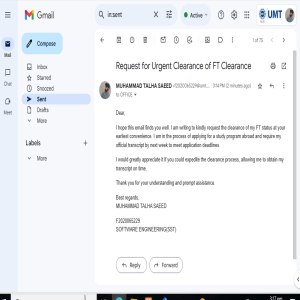 Gmail
in:sent
Active
UMT
Mail
Compose
Chat
Meet
Inbox
Starred
Snoozed
Sent
Drafts
More
Labels
More
1 of 75
Request for Urgent Clearance of FT Clearance
MUHAMMAD TALHA SAEED
3:14 PM (2 minutes ago)
to OFFICE
Dear,
I hope this email finds you well. I am writing to kindly request the clearance of my FT status at your
earliest convenience. I am in the process of applying for a study program abroad and require my
official transcript by next week to meet application deadlines.
I would greatly appreciate it if you could expedite the clearance process, allowing me to obtain my
transcript on time.
Thank you for your understanding and prompt assistance.
Best regards,
MUHAMMAD TALHA SAEED
F2020065229
SOFTWARE ENGINEERING(SST)
Reply
Forward